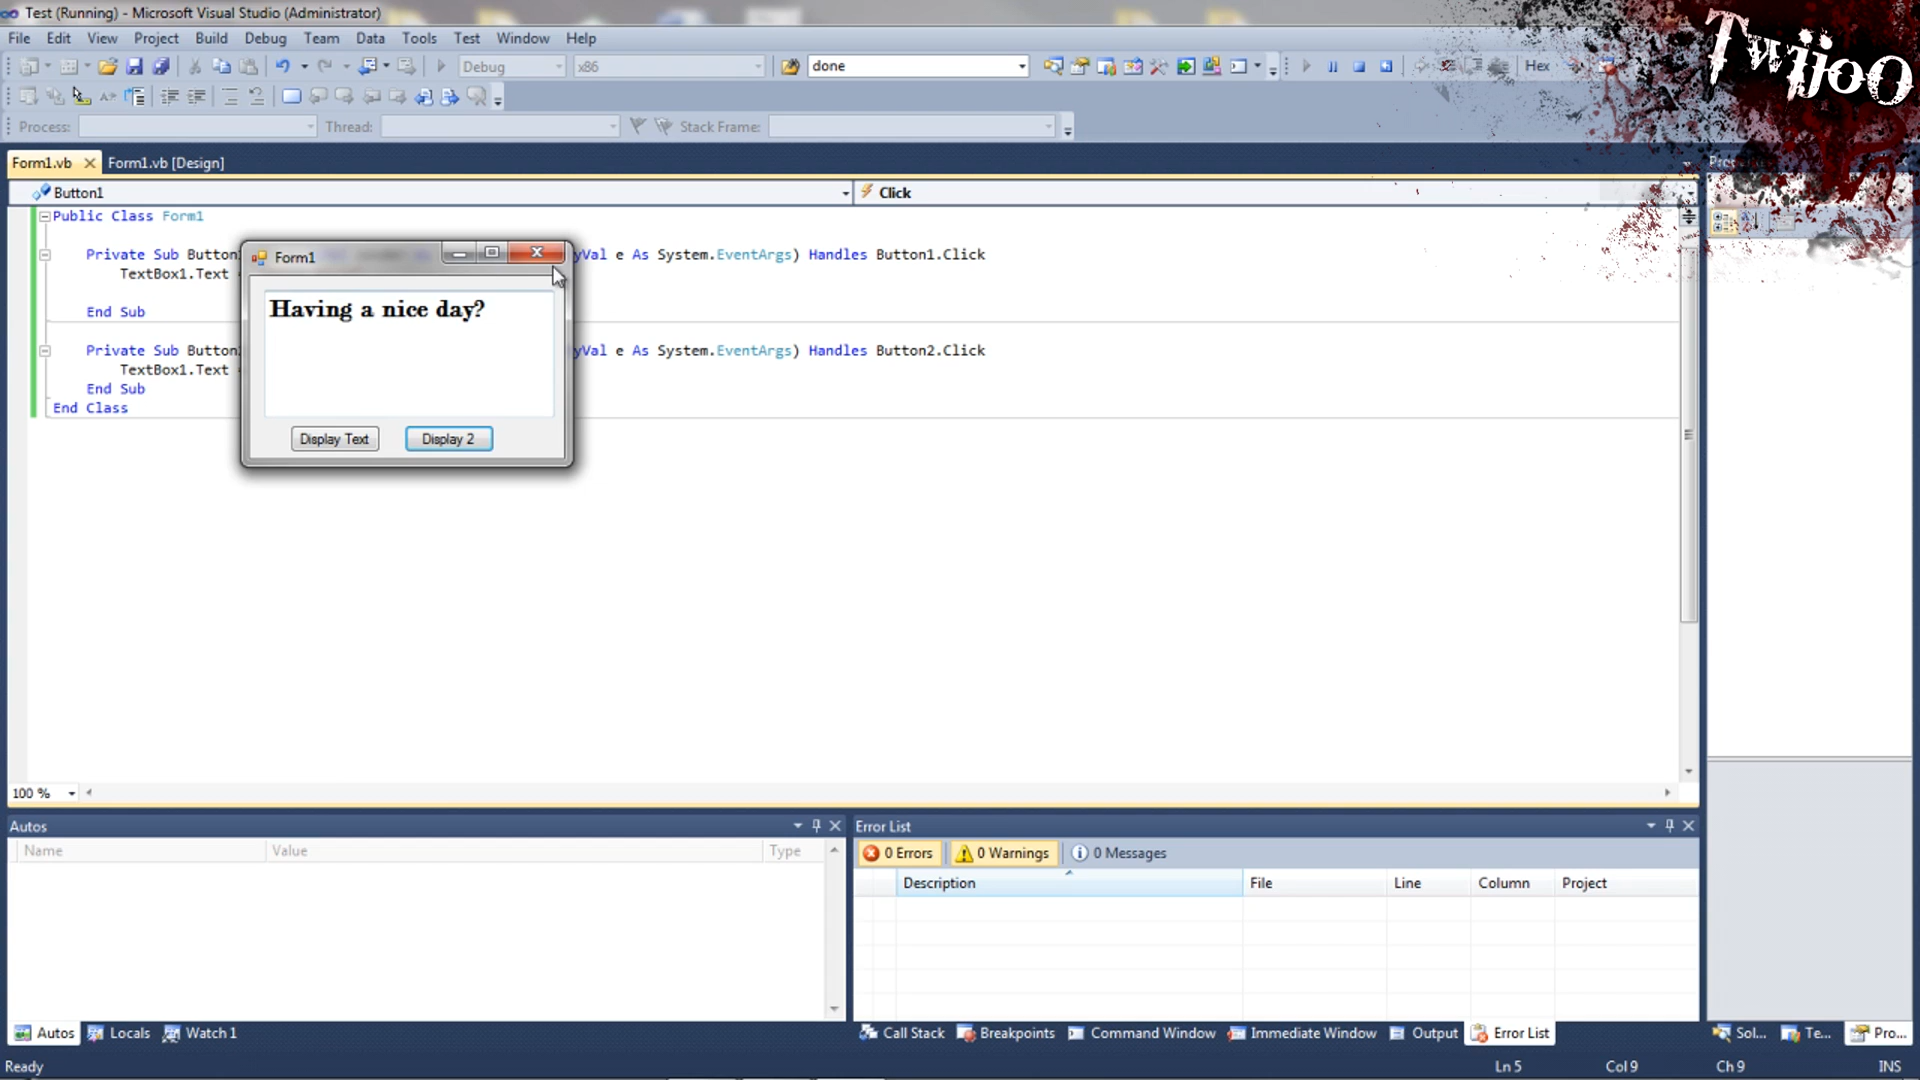 Test (Running) - Microsoft Visual Studio (Administrator)
TwijoO
File Edit View Project Build Debug Team Data Tools Test Window Help
Debug x86 done Hex
Process: Thread: Stack Frame:
Form1.vb Form1.vb [Design]
Button1 Click
Public Class Form1
Private Sub Button yVal e As System.EventArgs) Handles Button1.Click
TextBox1.Text
End Sub
Private Sub Button yVal e As System.EventArgs) Handles Button2.Click
TextBox1.Text
End Sub
End Class
Form1
Having a nice day?
Display Text Display 2
100 %
Autos
Name Value Type
Error List
0 Errors 0 Warnings 0 Messages
Description File Line Column Project
Autos Locals Watch 1
Call Stack Breakpoints Command Window Immediate Window Output Error List
Sol... Te... Pro...
Ready Ln 5 Col 9 Ch 9 INS